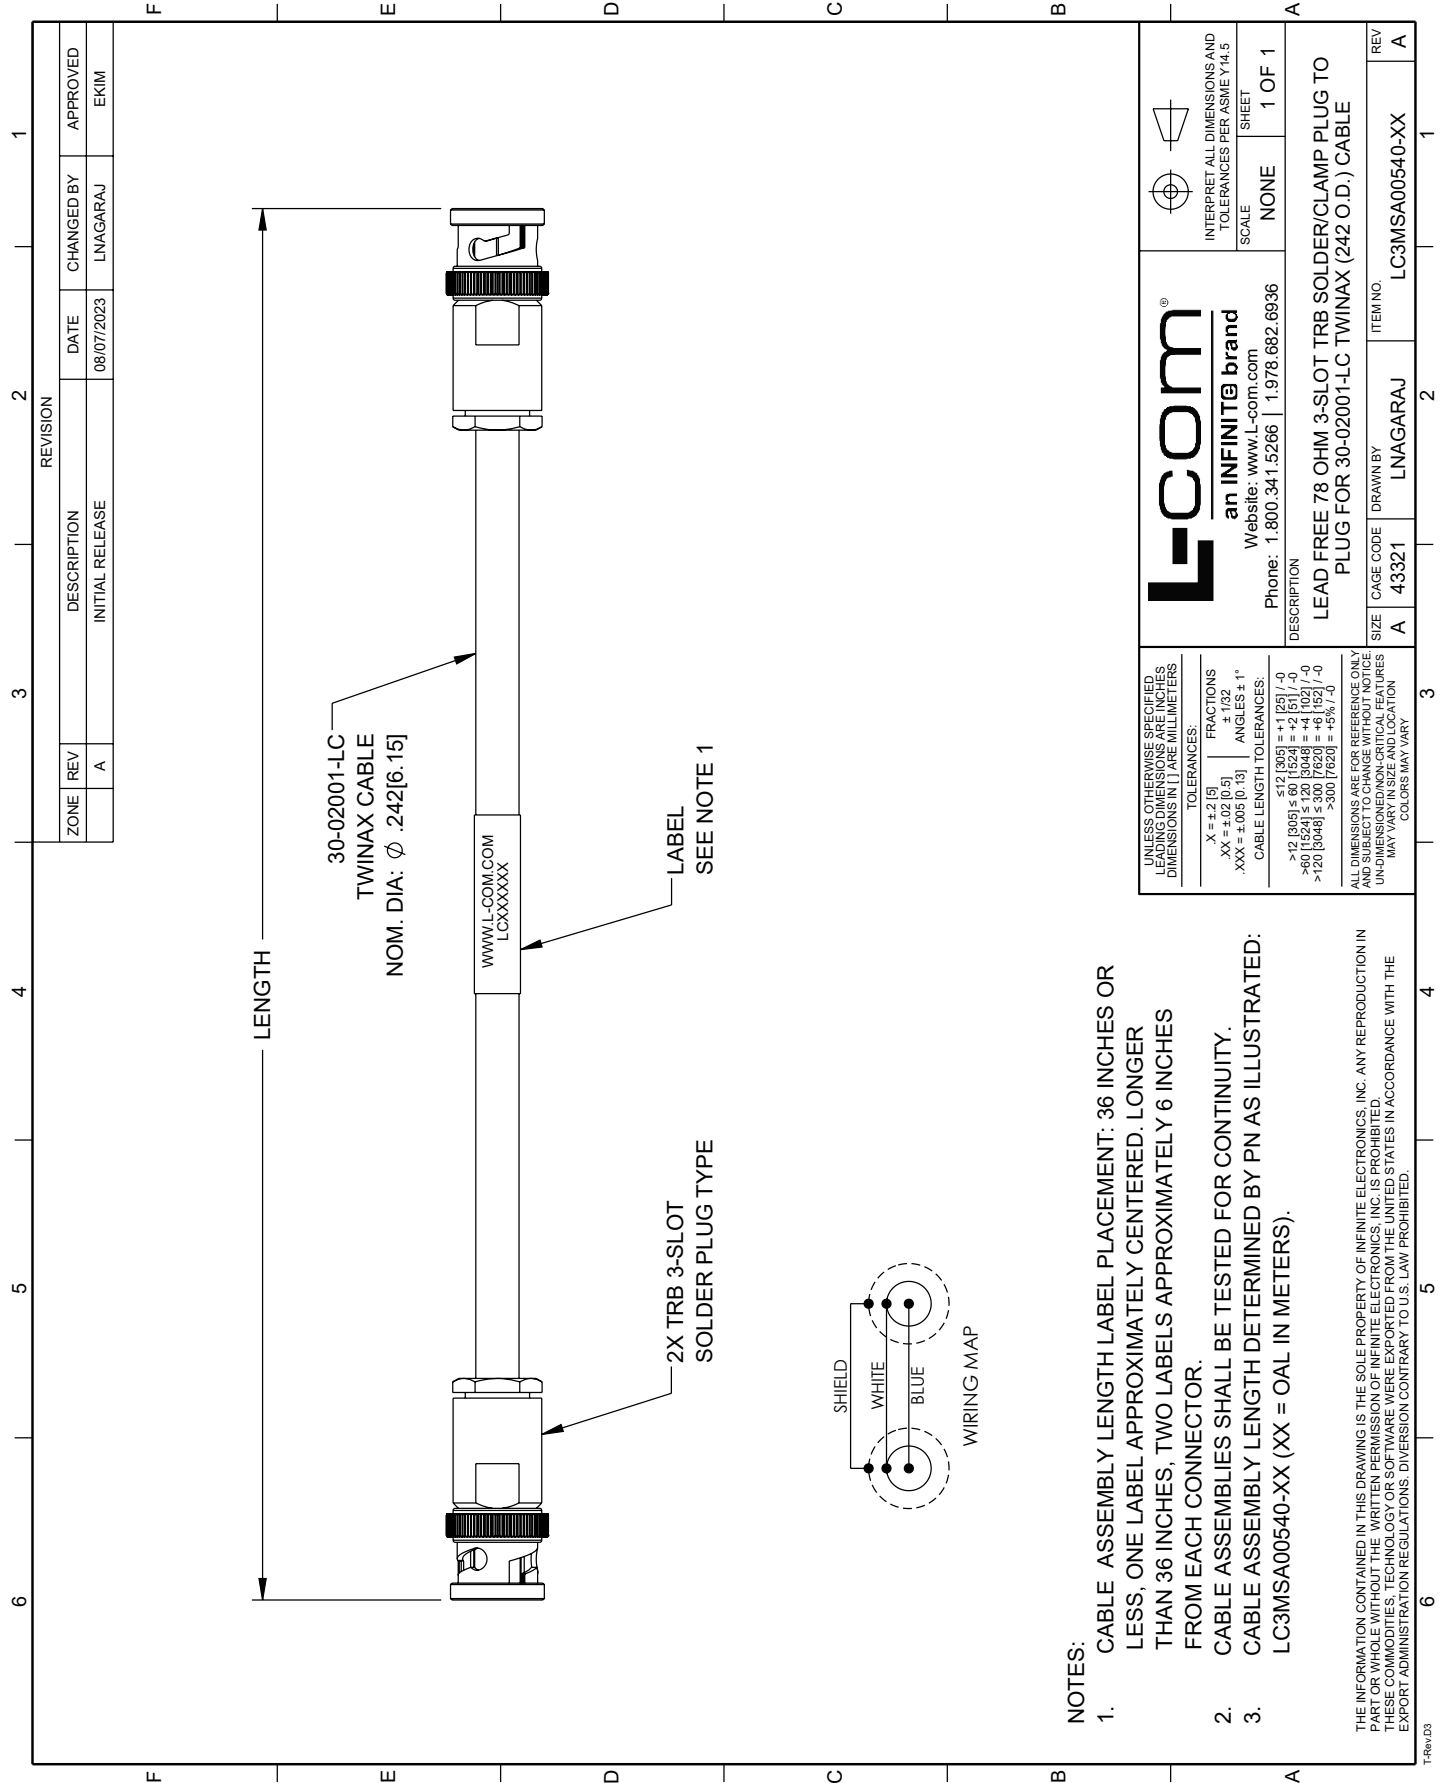 6
5
4
3
2
1
F
E
D
C
B
A
REVISION
ZONE
REV
DESCRIPTION
DATE
CHANGED BY
APPROVED
A
INITIAL RELEASE
08/07/2023
LNAGARAJ
EKIM
LENGTH
30-02001-LC
TWINAX CABLE
NOM. DIA: Ø .242[6.15]
WWW.L-COM.COM
LCXXXXXX
LABEL
SEE NOTE 1
2X TRB 3-SLOT
SOLDER PLUG TYPE
SHIELD
WHITE
BLUE
WIRING MAP
NOTES:
1. CABLE ASSEMBLY LENGTH LABEL PLACEMENT: 36 INCHES OR
LESS, ONE LABEL APPROXIMATELY CENTERED. LONGER
THAN 36 INCHES, TWO LABELS APPROXIMATELY 6 INCHES
FROM EACH CONNECTOR.
2. CABLE ASSEMBLIES SHALL BE TESTED FOR CONTINUITY.
3. CABLE ASSEMBLY LENGTH DETERMINED BY PN AS ILLUSTRATED:
LC3MSA00540-XX (XX = OAL IN METERS).
THE INFORMATION CONTAINED IN THIS DRAWING IS THE SOLE PROPERTY OF INFINITE ELECTRONICS, INC. ANY REPRODUCTION IN
PART OR WHOLE WITHOUT THE WRITTEN PERMISSION OF INFINITE ELECTRONICS, INC. IS PROHIBITED.
THESE COMMODITIES, TECHNOLOGY OR SOFTWARE WERE EXPORTED FROM THE UNITED STATES IN ACCORDANCE WITH THE
EXPORT ADMINISTRATION REGULATIONS. DIVERSION CONTRARY TO U.S. LAW PROHIBITED.
UNLESS OTHERWISE SPECIFIED
LEADING DIMENSIONS ARE INCHES
DIMENSIONS IN [ ] ARE MILLIMETERS
TOLERANCES:
.X = ±.2 [5]
.XX = ±.02 [0.5]
.XXX = ±.005 [0.13]
FRACTIONS
± 1/32
ANGLES ± 1°
CABLE LENGTH TOLERANCES:
≤12 [305] = +1 [25] / -0
>12 [305] ≤ 60 [1524] = +2 [51] / -0
>60 [1524] ≤ 120 [3048] = +4 [102] / -0
>120 [3048] ≤ 300 [7620] = +6 [152] / -0
>300 [7620] = +5% / -0
ALL DIMENSIONS ARE FOR REFERENCE ONLY
AND SUBJECT TO CHANGE WITHOUT NOTICE.
UN-DIMENSIONED/NON-CRITICAL FEATURES
MAY VARY IN SIZE AND LOCATION
COLORS MAY VARY
L-com®
an INFINITe brand
Website: www.L-com.com
Phone: 1.800.341.5266 | 1.978.682.6936
INTERPRET ALL DIMENSIONS AND
TOLERANCES PER ASME Y14.5
SCALE
NONE
SHEET
1 OF 1
DESCRIPTION
LEAD FREE 78 OHM 3-SLOT TRB SOLDER/CLAMP PLUG TO
PLUG FOR 30-02001-LC TWINAX (242 O.D.) CABLE
SIZE
A
CAGE CODE
43321
DRAWN BY
LNAGARAJ
ITEM NO.
LC3MSA00540-XX
REV
A
F
E
D
C
B
A
6
5
4
3
2
1
T-Rev.D3